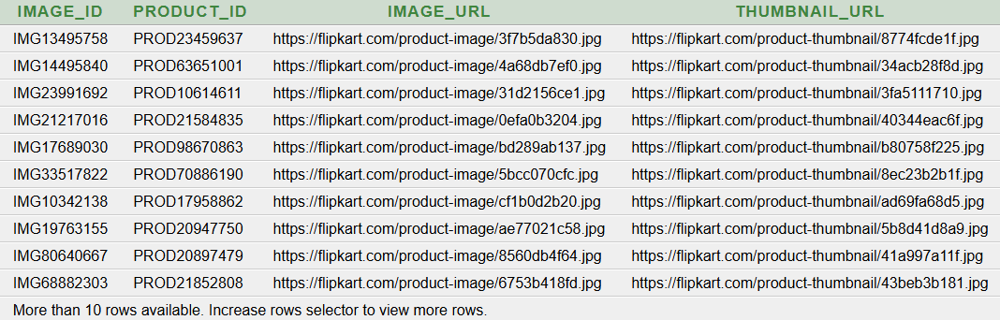 IMAGE_ID PRODUCT_ID IMAGE_URL THUMBNAIL_URL
IMG13495758 PROD23459637 https://flipkart.com/product-image/3f7b5da830.jpg https://flipkart.com/product-thumbnail/8774fcde1f.jpg
IMG14495840 PROD63651001 https://flipkart.com/product-image/4a68db7ef0.jpg https://flipkart.com/product-thumbnail/34acb28f8d.jpg
IMG23991692 PROD10614611 https://flipkart.com/product-image/31d2156ce1.jpg https://flipkart.com/product-thumbnail/3fa5111710.jpg
IMG21217016 PROD21584835 https://flipkart.com/product-image/0efa0b3204.jpg https://flipkart.com/product-thumbnail/40344eac6f.jpg
IMG17689030 PROD98670863 https://flipkart.com/product-image/bd289ab137.jpg https://flipkart.com/product-thumbnail/b80758f225.jpg
IMG33517822 PROD70886190 https://flipkart.com/product-image/5bcc070cfc.jpg https://flipkart.com/product-thumbnail/8ec23b2b1f.jpg
IMG10342138 PROD17958862 https://flipkart.com/product-image/cf1b0d2b20.jpg https://flipkart.com/product-thumbnail/ad69fa68d5.jpg
IMG19763155 PROD20947750 https://flipkart.com/product-image/ae77021c58.jpg https://flipkart.com/product-thumbnail/5b8d41d8a9.jpg
IMG80640667 PROD20897479 https://flipkart.com/product-image/8560db4f64.jpg https://flipkart.com/product-thumbnail/41a997a11f.jpg
IMG68882303 PROD21852808 https://flipkart.com/product-image/6753b418fd.jpg https://flipkart.com/product-thumbnail/43beb3b181.jpg
More than 10 rows available. Increase rows selector to view more rows.